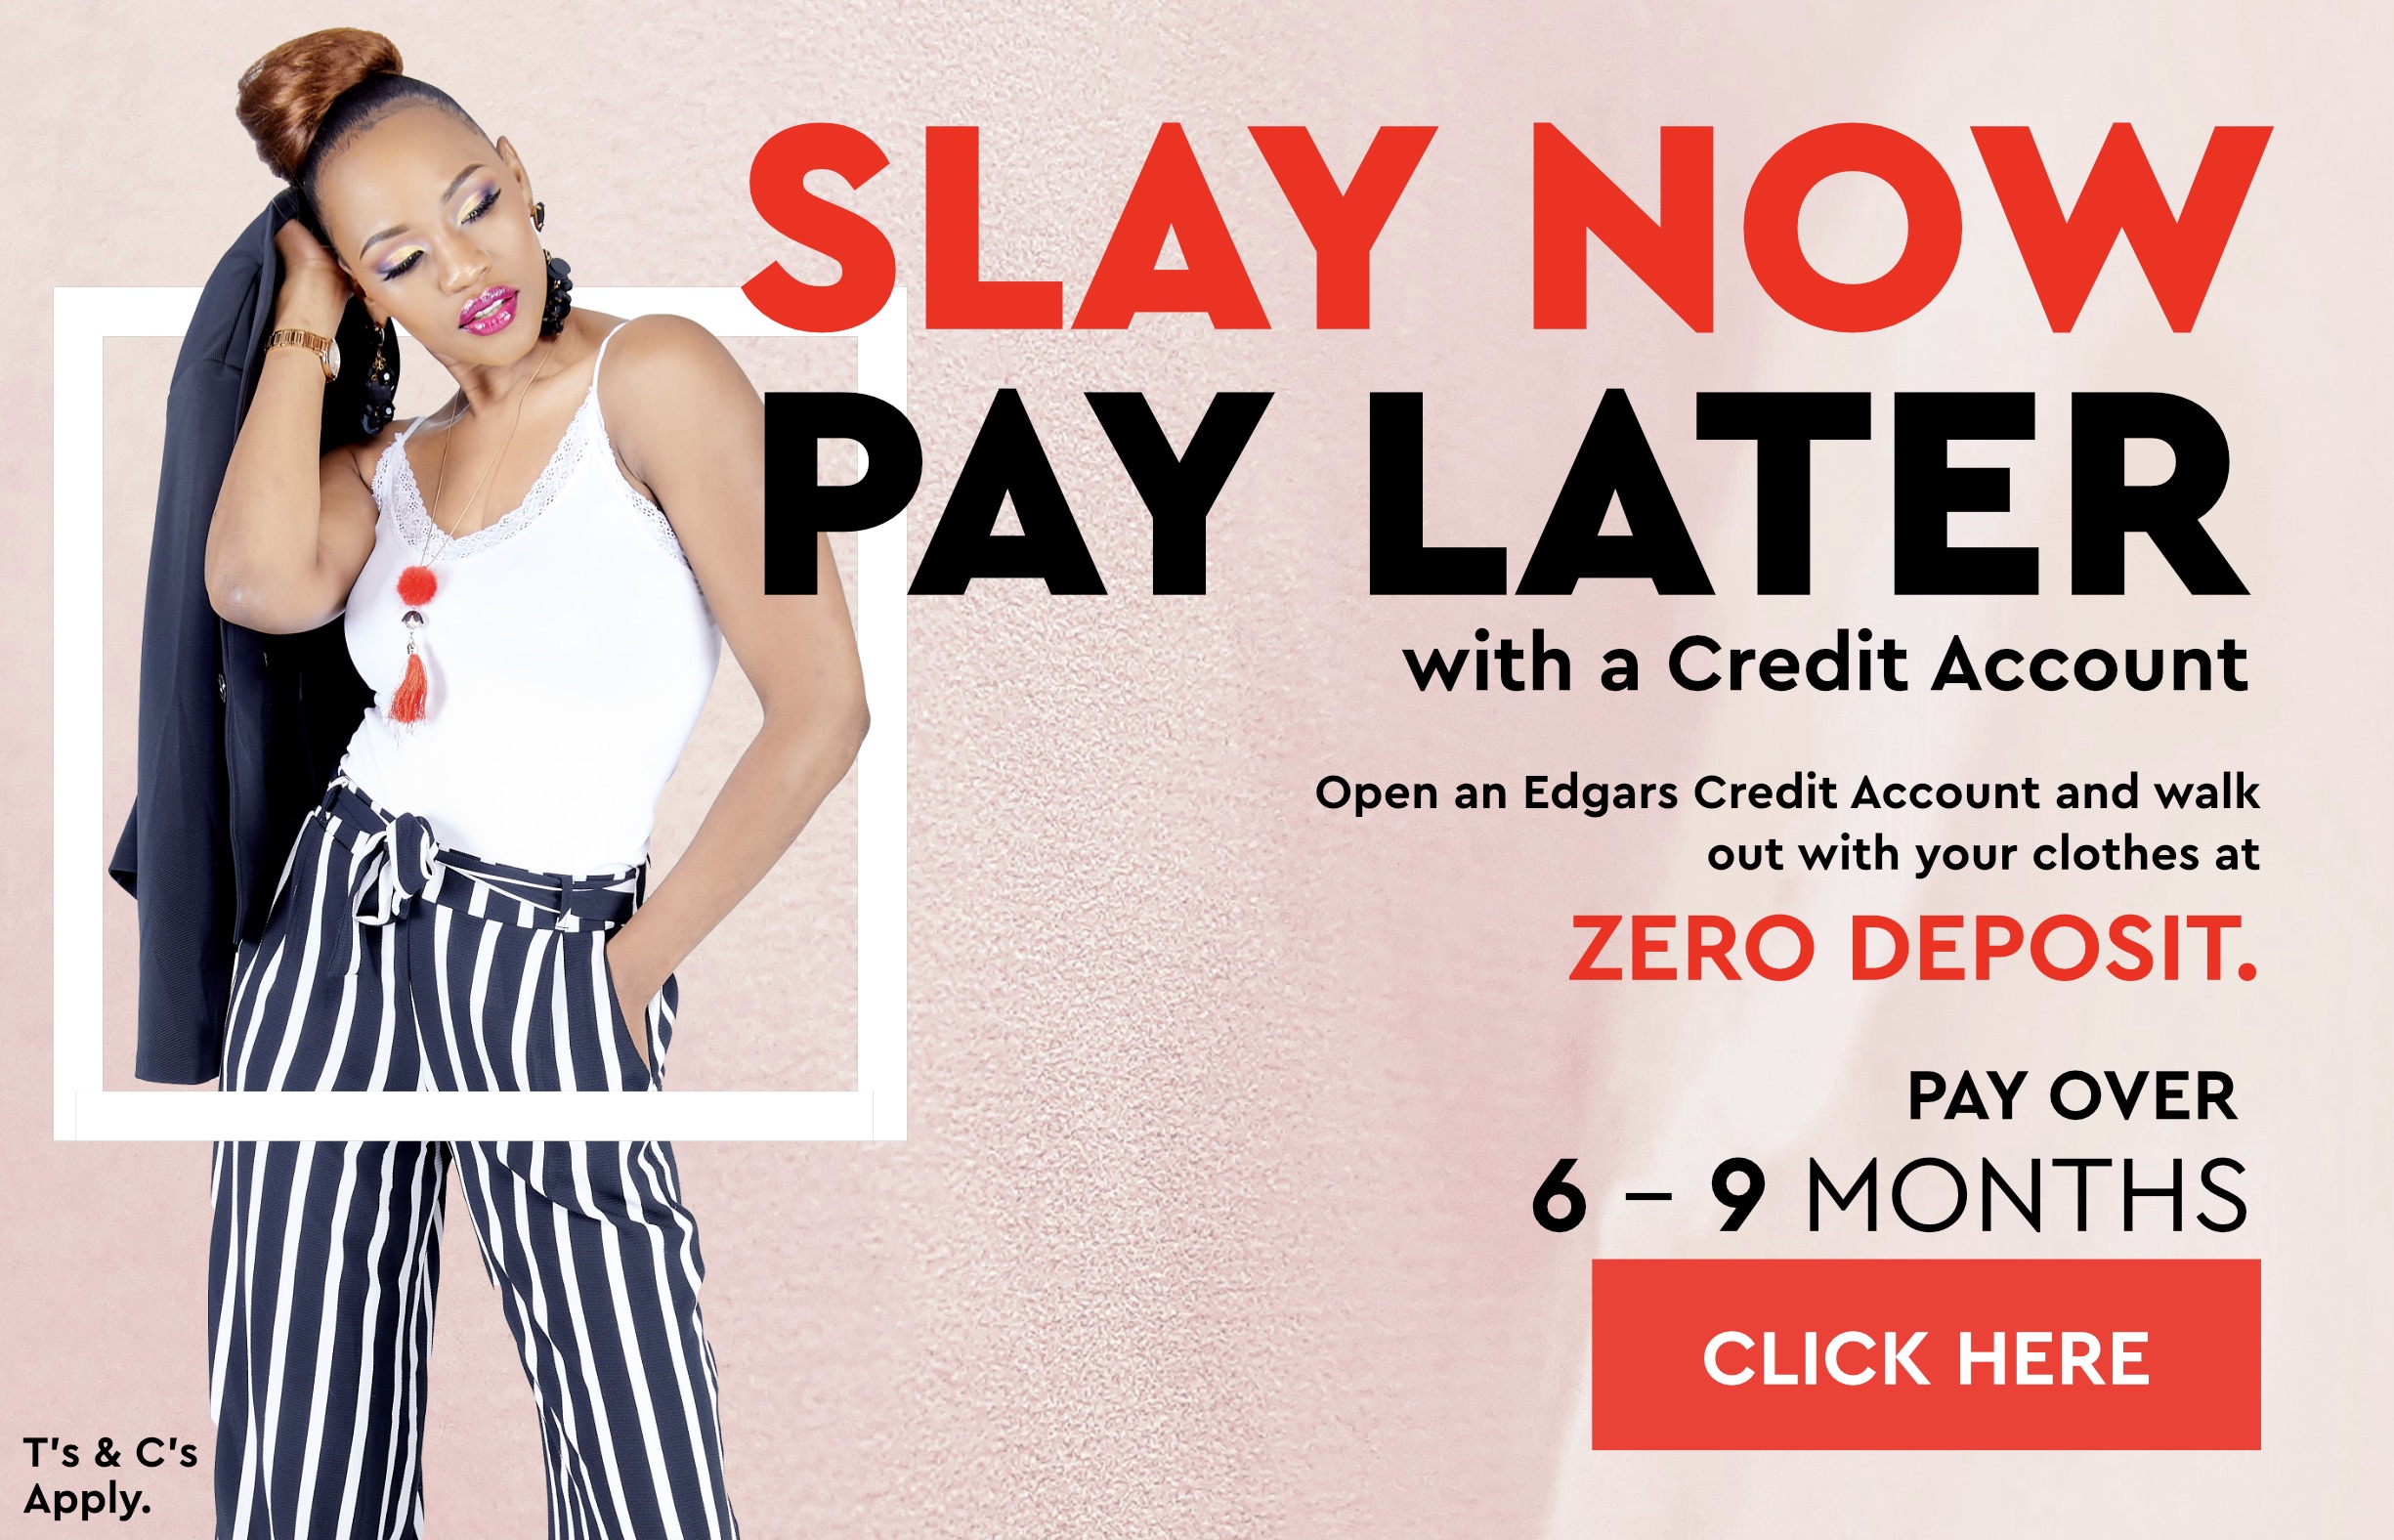 SLAY NOW
PAY LATER
with a Credit Account
Open an Edgars Credit Account and walk
out with your clothes at
ZERO DEPOSIT.
PAY OVER
6 – 9 MONTHS
CLICK HERE
T's & C's
Apply.